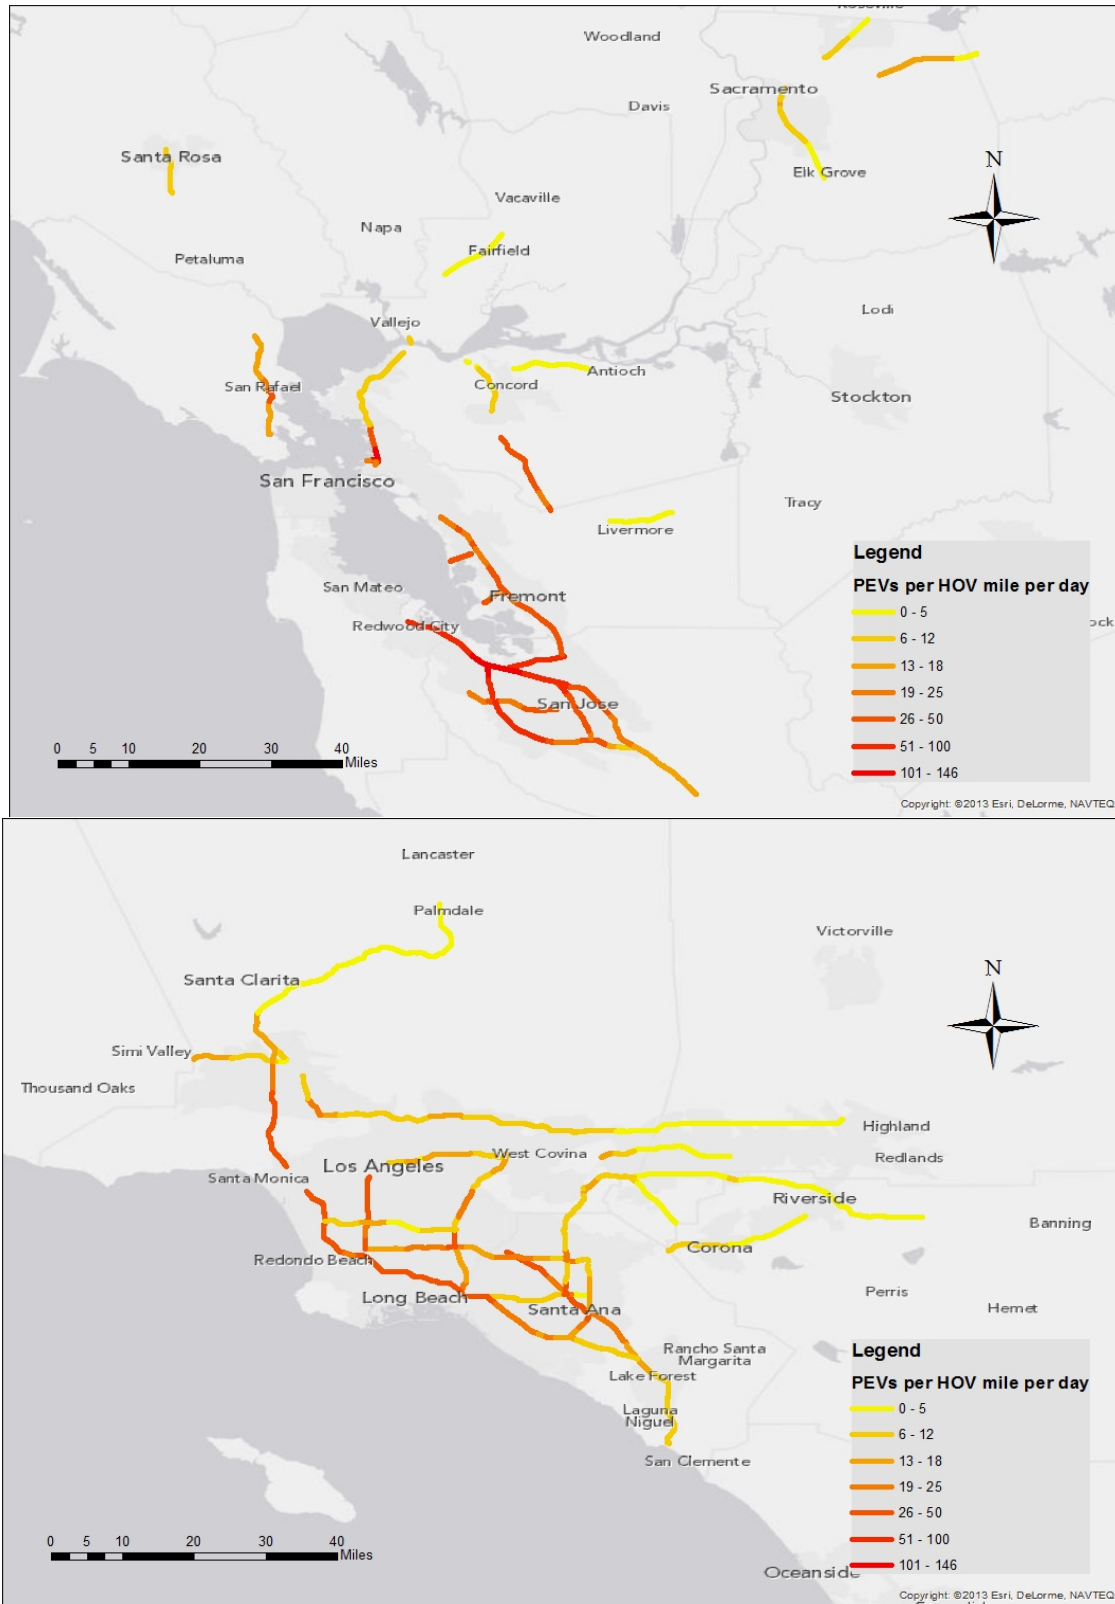 Roseville
Woodland
Sacramento
Davis
Santa Rosa
Elk Grove
N
Vacaville
Napa
Fairfield
Petaluma
Lodi
Vallejo
Antioch
San Rafael
Concord
Stockton
San Francisco
Tracy
Livermore
Legend
San Mateo
PEVs per HOV mile per day
Fremont
0 - 5
Redwood City
ock
6 - 12
13 - 18
19 - 25
San Jose
26 - 50
0 5 10 20 30 40
51 - 100
Miles
101 - 146
Copyright: ©2013 Esri, DeLorme, NAVTEQ
Lancaster
Palmdale
Victorville
N
Santa Clarita
Simi Valley
Thousand Oaks
Highland
West Covina
Redlands
Los Angeles
Santa Monica
Riverside
Banning
Corona
Redondo Beach
Perris
Long Beach
Santa Ana
Hemet
Rancho Santa
Margarita
Legend
Lake Forest
PEVs per HOV mile per day
Laguna
Niguel
0 - 5
6 - 12
San Clemente
13 - 18
19 - 25
26 - 50
0 5 10 20 30 40
51 - 100
Miles
101 - 146
Oceanside
Copyright: ©2013 Esri, DeLorme, NAVTEQ